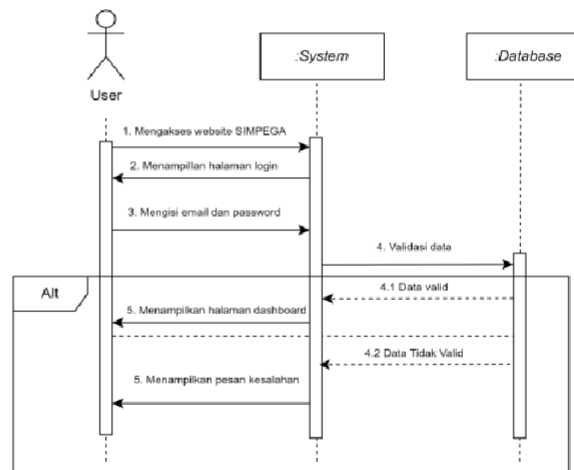 :System
:Database
User
1. Mengakses website SIMPEGA
2. Menampillan halaman login
3. Mengisi email dan password
4. Validasi data
Alt
4.1 Data valid
5. Menampilkan halaman dashboard
4.2 Data Tidak Valid
5. Menampilkan pesan kesalahan